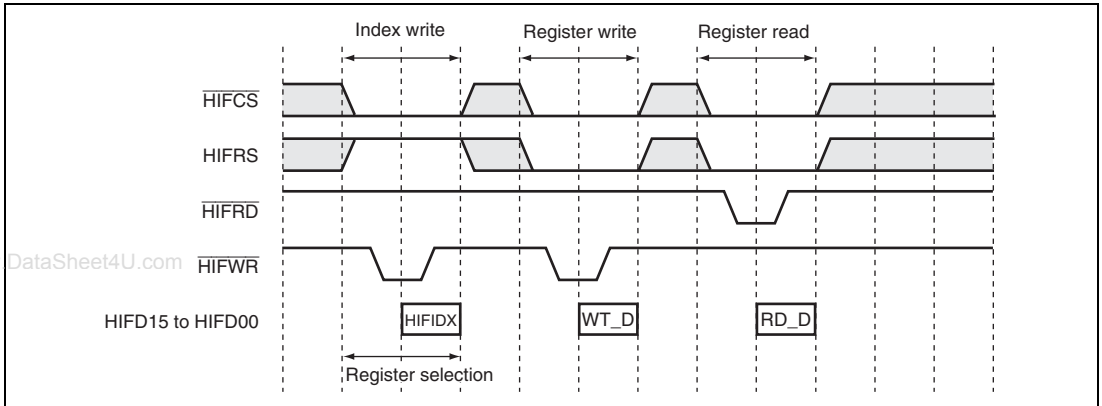 Index write Register write Register read
HIFCS
HIFRS
HIFRD
DataSheet4U.com HIFWR
HIFD15 to HIFD00 HIFIDX WT_D RD_D
Register selection